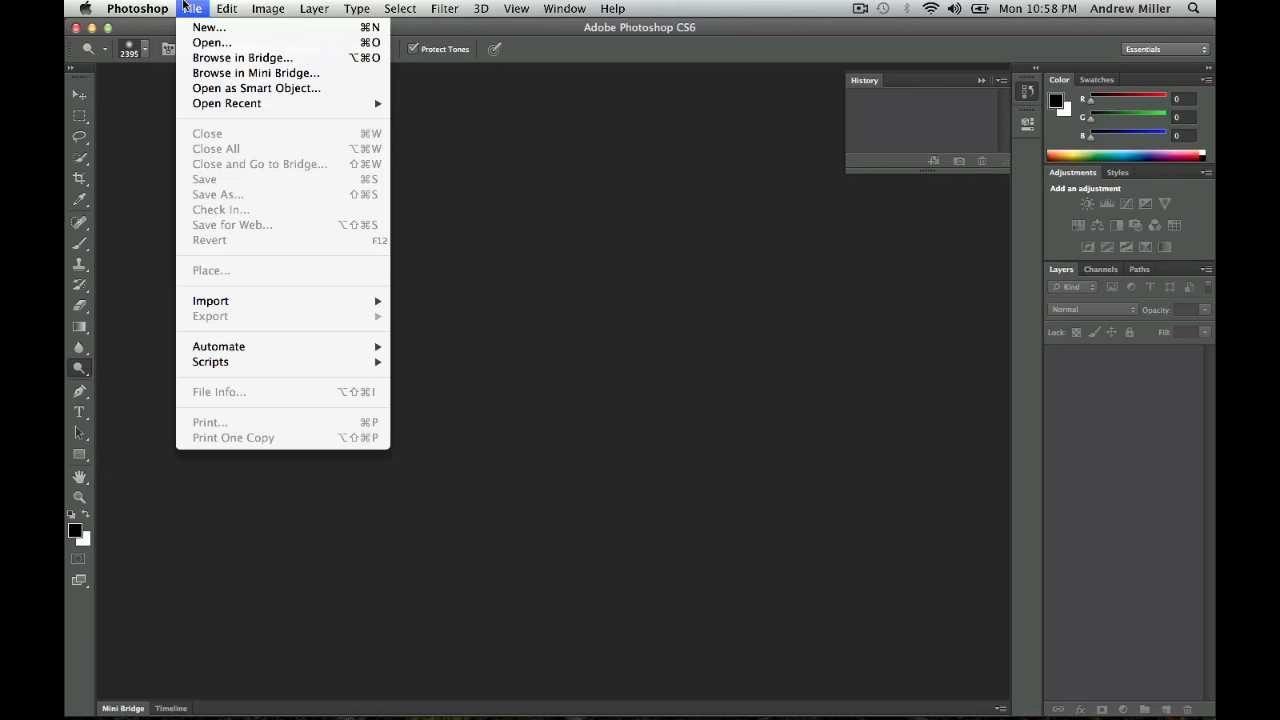 Photoshop File Edit Image Layer Type Select Filter 3D View Window Help Mon 10:58 PM Andrew Miller
Adobe Photoshop CS6
2395 Protect Tones Essentials
New... ⌘N
Open... ⌘O
Browse in Bridge... ⌥⌘O
Browse in Mini Bridge...
Open as Smart Object...
Open Recent
Close ⌘W
Close All ⌥⌘W
Close and Go to Bridge... ⇧⌘W
Save ⌘S
Save As... ⇧⌘S
Check In...
Save for Web... ⌥⇧⌘S
Revert F12
Place...
Import
Export
Automate
Scripts
File Info... ⌥⇧⌘I
Print... ⌘P
Print One Copy ⌥⇧⌘P
History
Color Swatches
R 0
G 0
B 0
Adjustments Styles
Add an adjustment
Layers Channels Paths
Kind
Normal Opacity:
Lock: Fill:
Mini Bridge Timeline